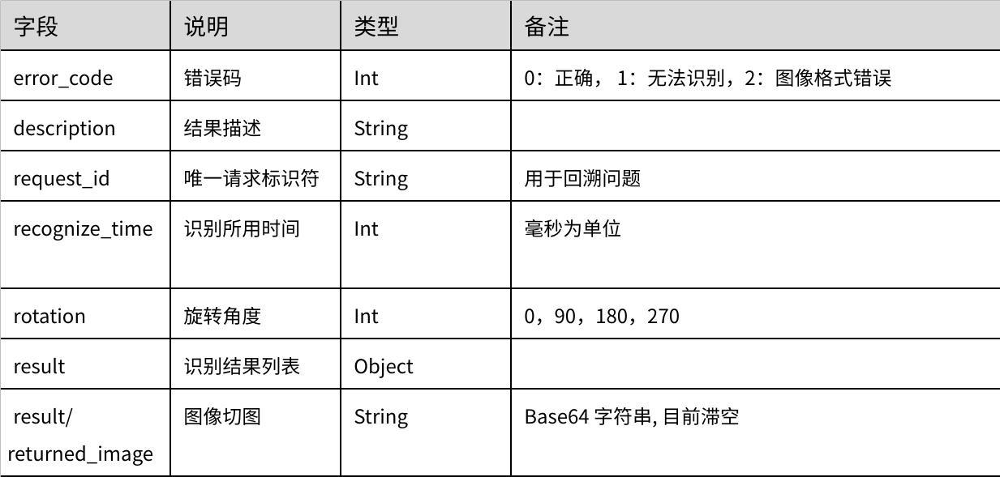 字段 说明 类型 备注
error_code 错误码 Int 0：正确， 1：无法识别，2：图像格式错误
description 结果描述 String
request_id 唯一请求标识符 String 用于回溯问题
recognize_time 识别所用时间 Int 毫秒为单位
rotation 旋转角度 Int 0，90，180，270
result 识别结果列表 Object
result/ 图像切图 String Base64 字符串, 目前滞空
returned_image